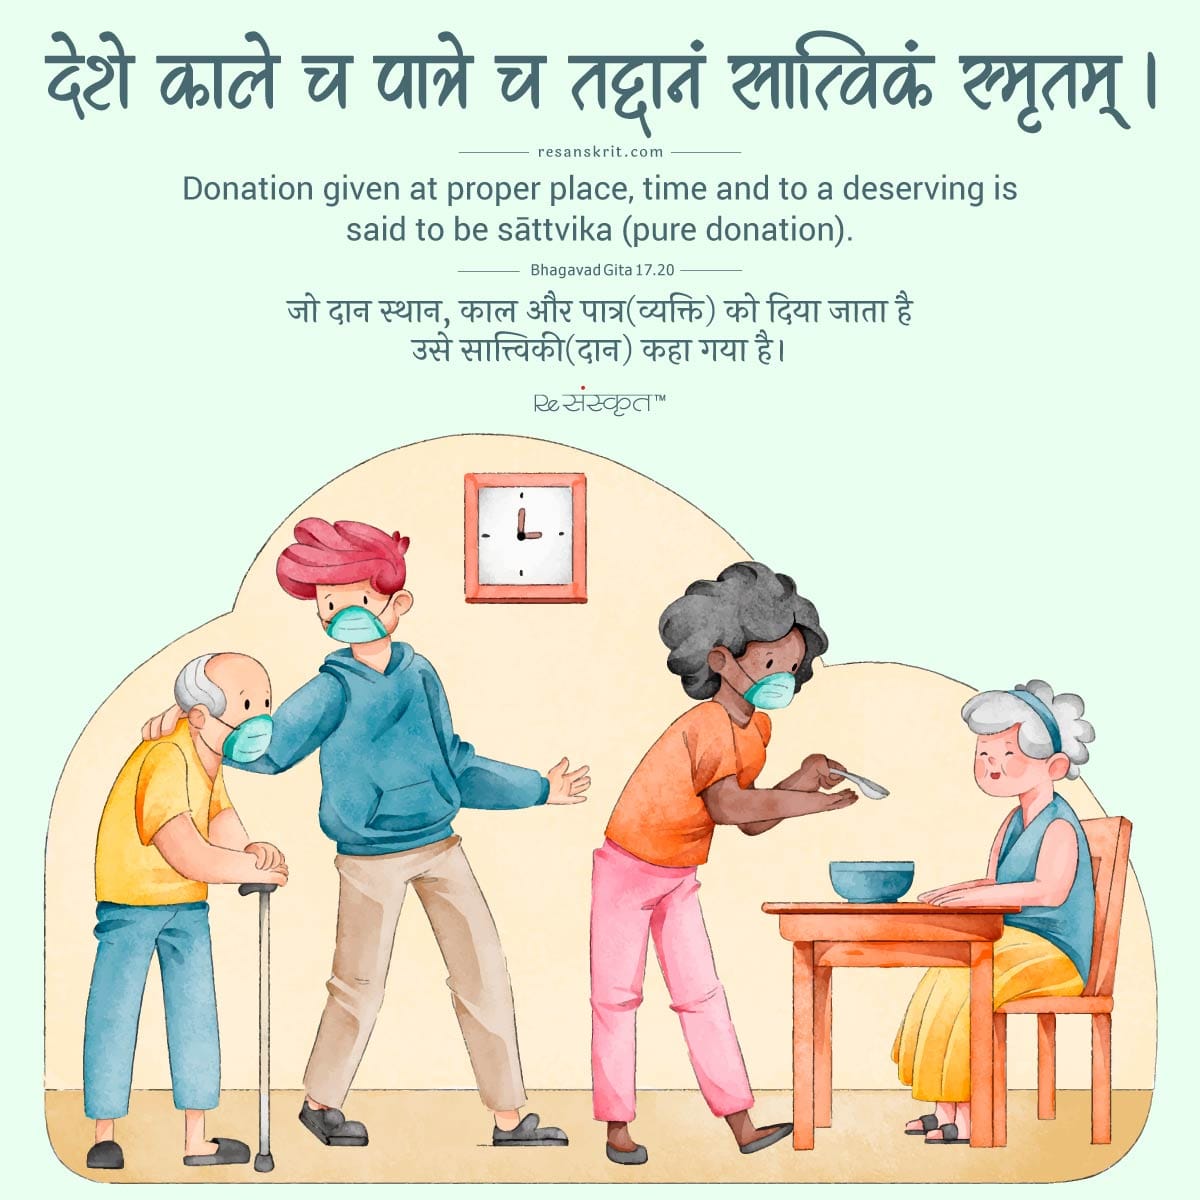 देशे काले च पात्रे च तद्दानं सात्विकं स्मृतम् ।
resanskrit.com
Donation given at proper place, time and to a deserving is
said to be sāttvika (pure donation).
Bhagavad Gita 17.20
जो दान स्थान, काल और पात्र(व्यक्ति) को दिया जाता है
उसे सात्त्विकी(दान) कहा गया है।
Re संस्कृत™